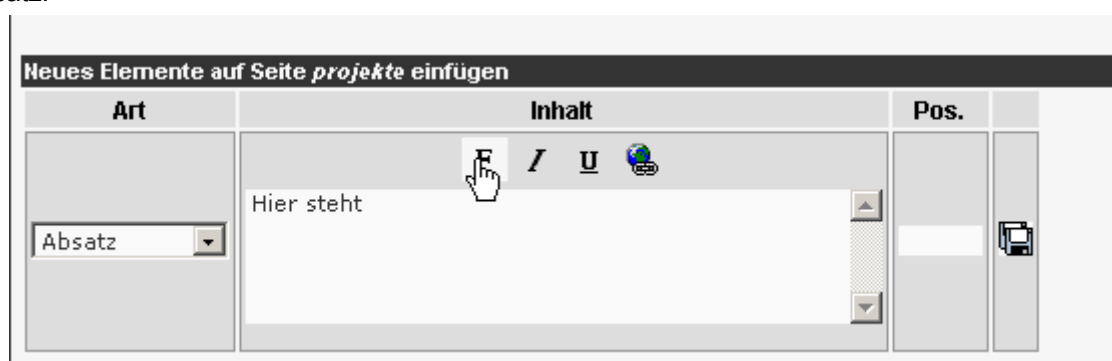 Neues Elemente auf Seite projekte einfügen
Art Inhalt Pos.
F I U
Hier steht
Absatz